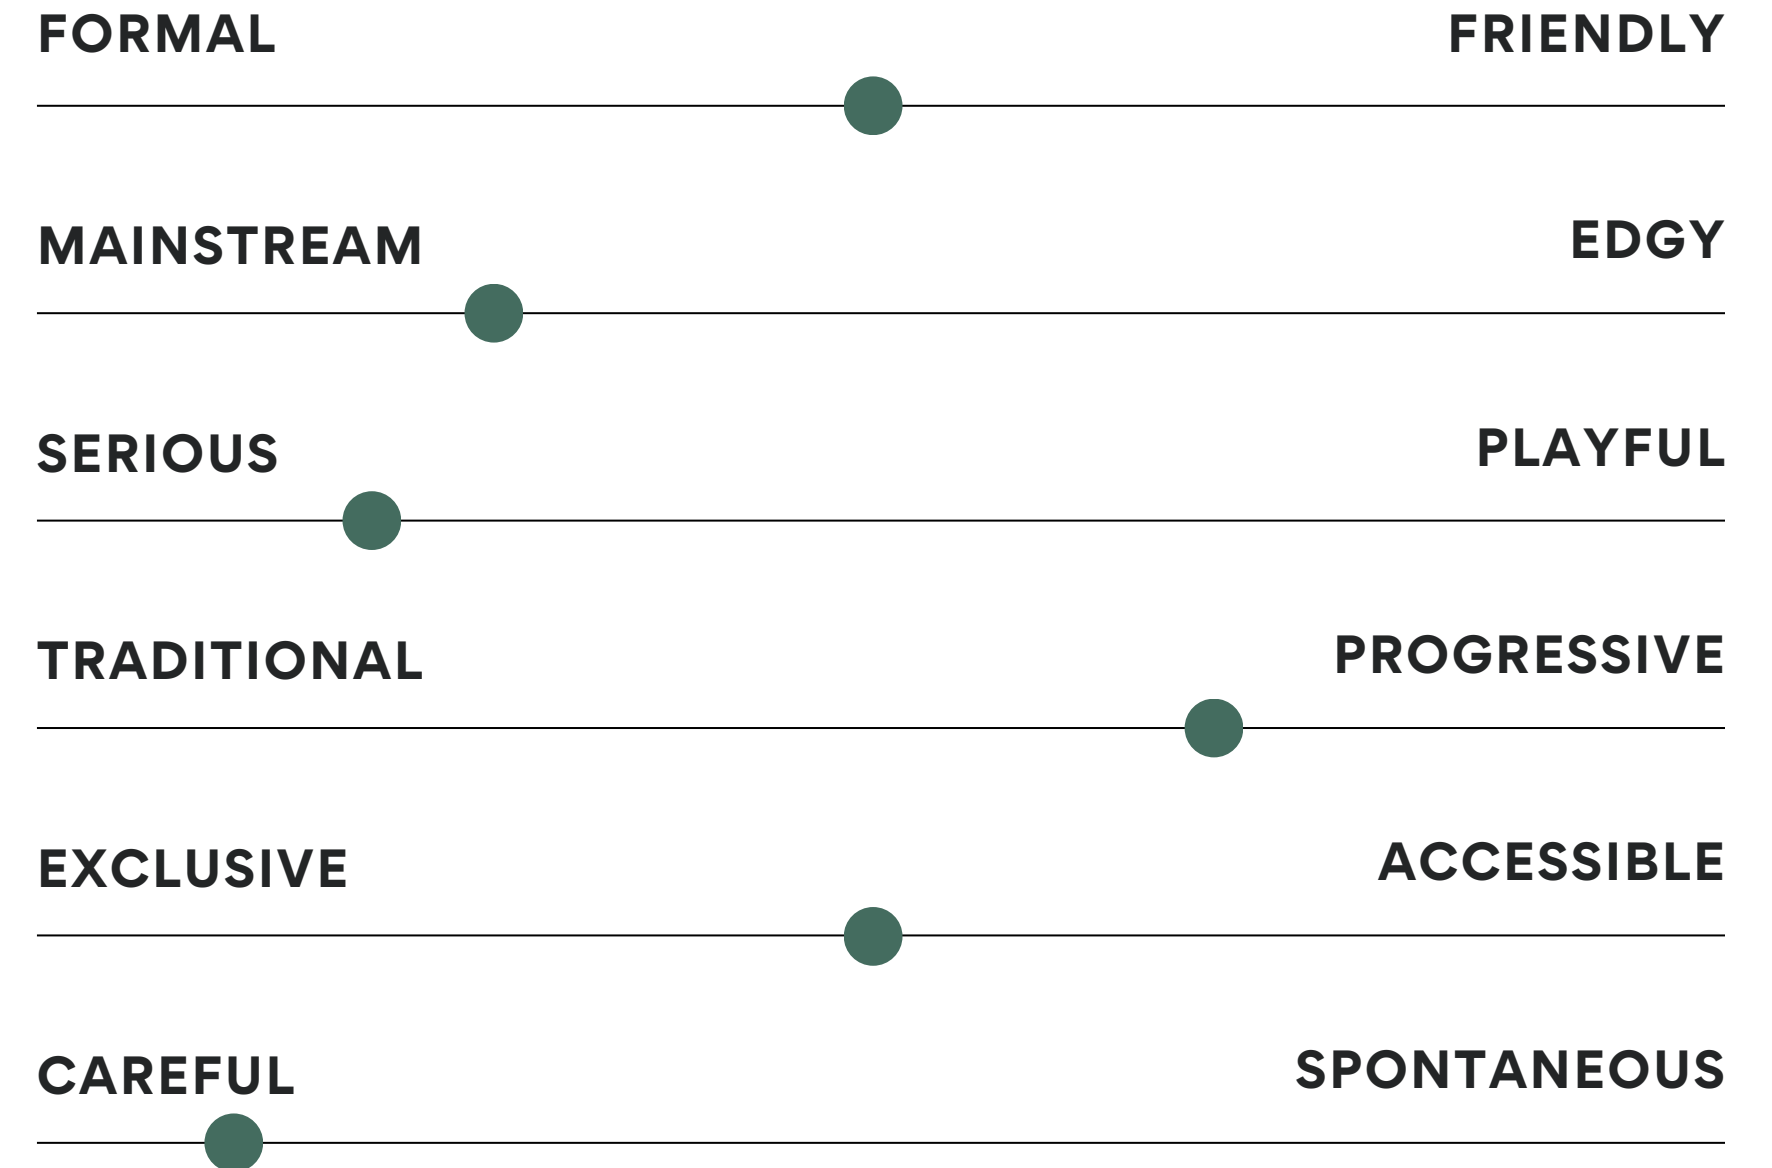 FORMAL FRIENDLY
MAINSTREAM EDGY
SERIOUS PLAYFUL
TRADITIONAL PROGRESSIVE
EXCLUSIVE ACCESSIBLE
CAREFUL SPONTANEOUS